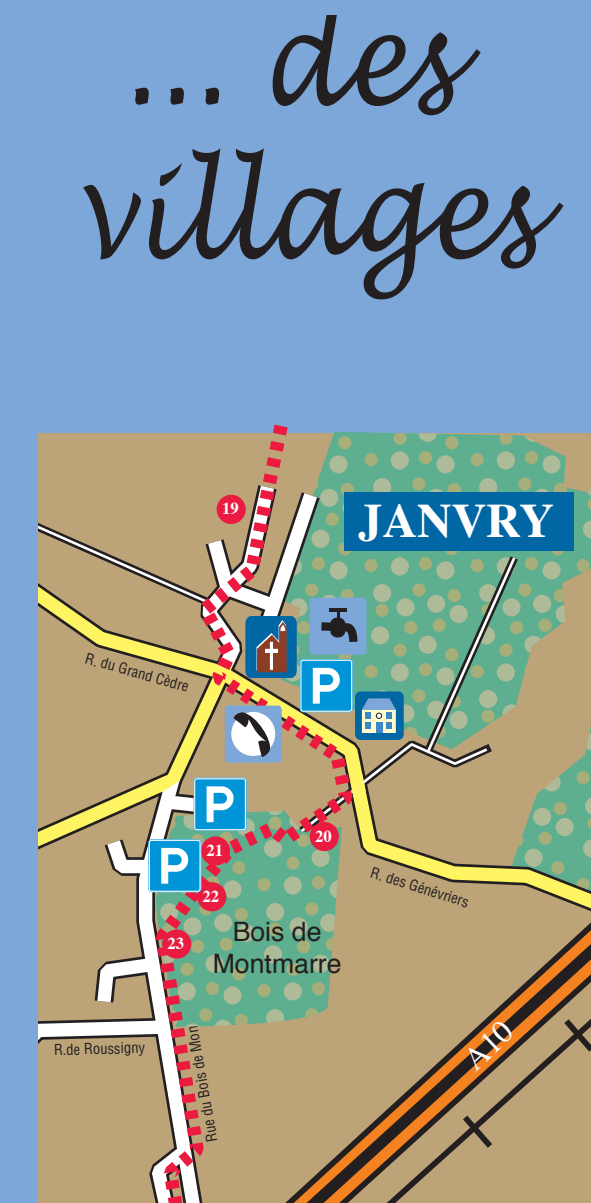 ... des
villages
19
JANVRY
R. du Grand Cèdre
P
P
20
P
21
R. des Génévriers
22
23
Bois de
Montmarre
A10
R.de Roussigny
Rue du Bois de Mon